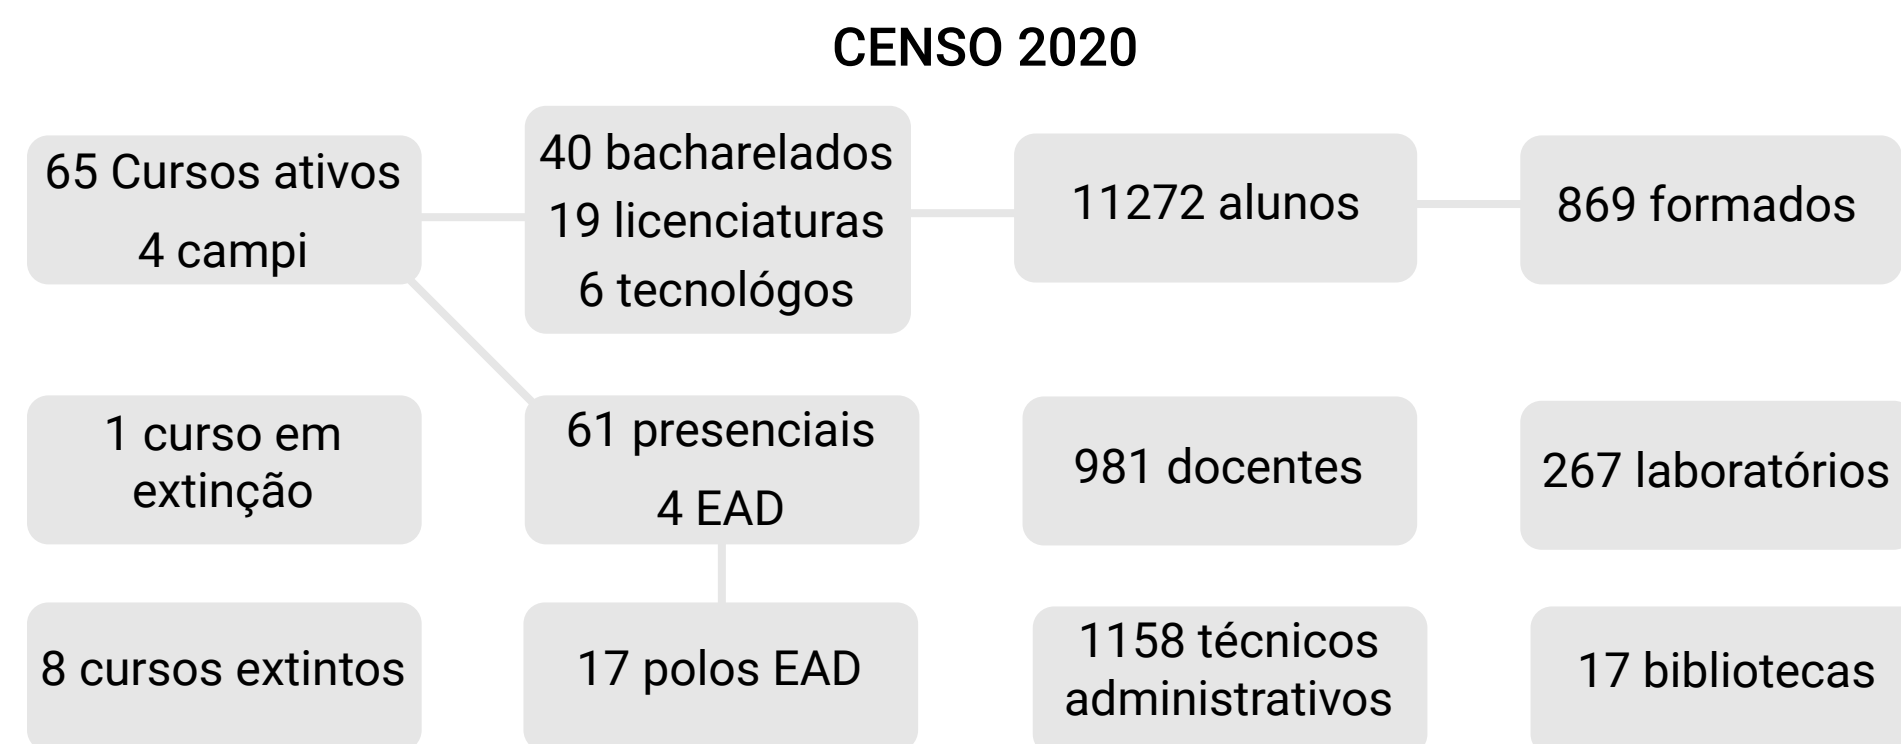 CENSO 2020
65 Cursos ativos
4 campi
40 bacharelados
19 licenciaturas
6 tecnológos
11272 alunos
869 formados
1 curso em
extinção
61 presenciais
4 EAD
981 docentes
267 laboratórios
8 cursos extintos
17 polos EAD
1158 técnicos
administrativos
17 bibliotecas